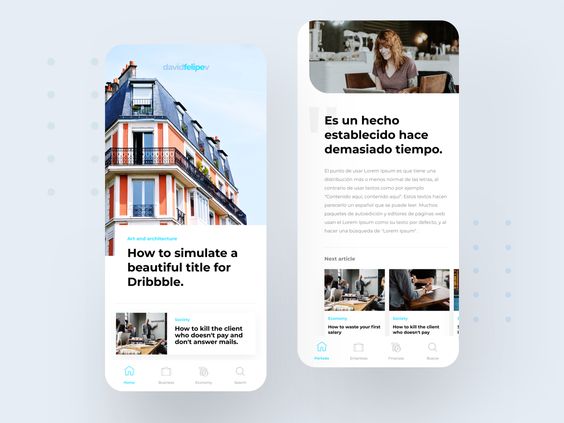 davidfelipev
Art and architecture
How to simulate a
beautiful title for
Dribbble.
Society
How to kill the client
who doesn't pay and
don't answer mails.
Home
Business
Economy
Search
Es un hecho
establecido hace
demasiado tiempo.
El punto de usar Lorem Ipsum es que tiene una
distribución más o menos normal de las letras, al
contrario de usar textos como por ejemplo
"Contenido aquí, contenido aquí". Estos textos hacen
parecerlo un español que se puede leer. Muchos
paquetes de autoedición y editores de páginas web
usan el Lorem Ipsum como su texto por defecto, y al
hacer una búsqueda de "Lorem Ipsum".
Next article
Economy
How to waste your first
salary
Society
How to kill the client
who doesn't pay
Portada
Empresas
Finanzas
Buscar